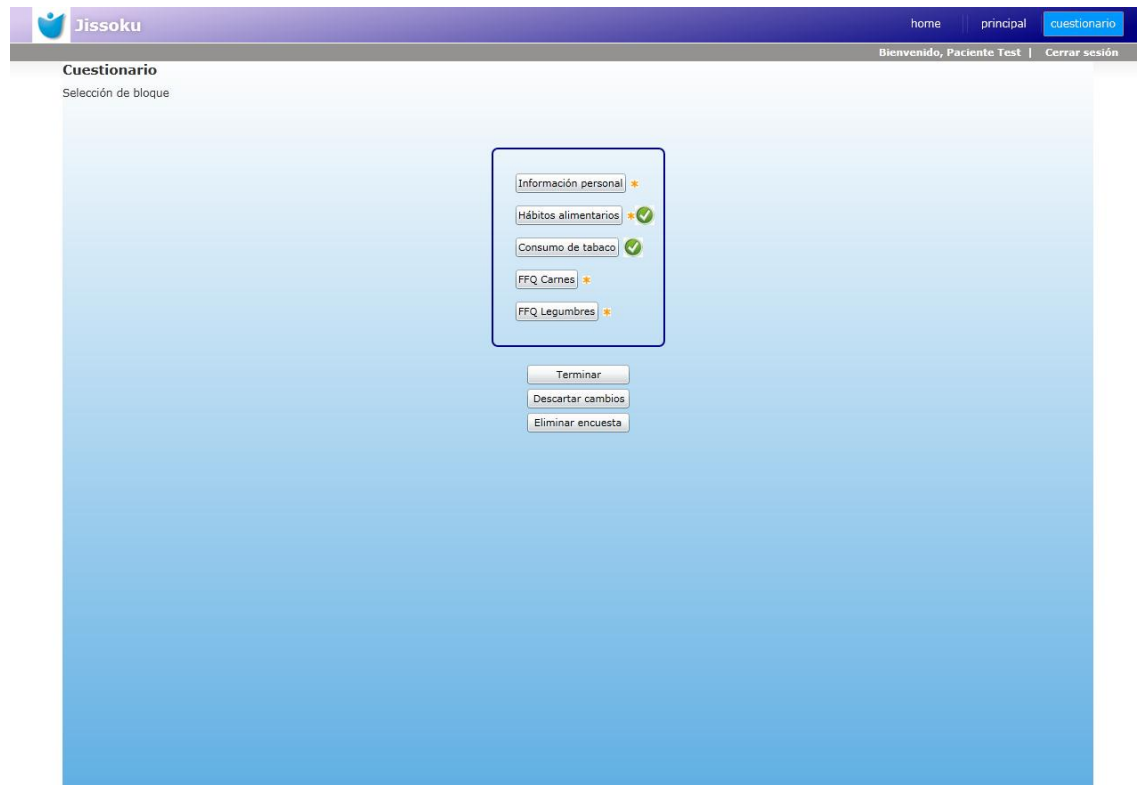 Jissoku
home principal cuestionario
Bienvenido, Paciente Test | Cerrar sesión
Cuestionario
Selección de bloque
Información personal *
Hábitos alimentarios *
Consumo de tabaco
FFQ Carnes *
FFQ Legumbres *
Terminar
Descartar cambios
Eliminar encuesta